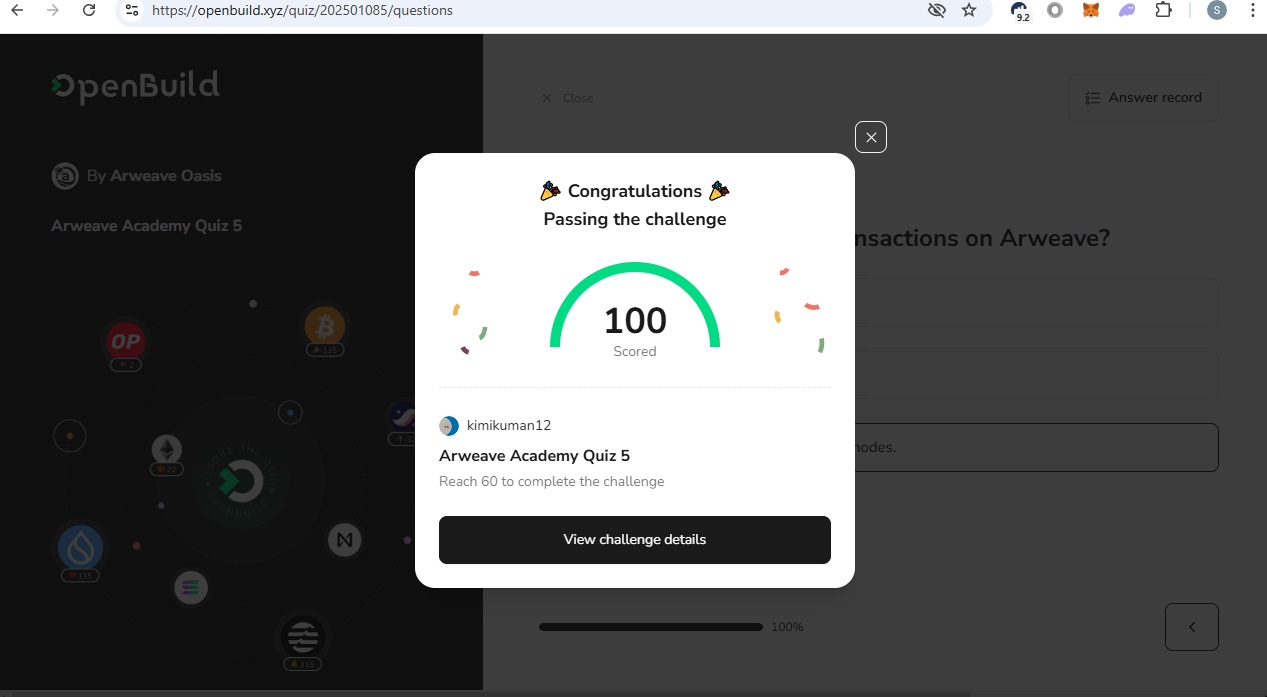 https://openbuild.xyz/quiz/202501085/questions
9.2
S
OpenBuild
Close
Answer record
By Arweave Oasis
Arweave Academy Quiz 5
Congratulations
Passing the challenge
nsactions on Arweave?
100
Scored
OP
2
115
22
115
115
nodes.
kimikuman12
Arweave Academy Quiz 5
Reach 60 to complete the challenge
View challenge details
100%